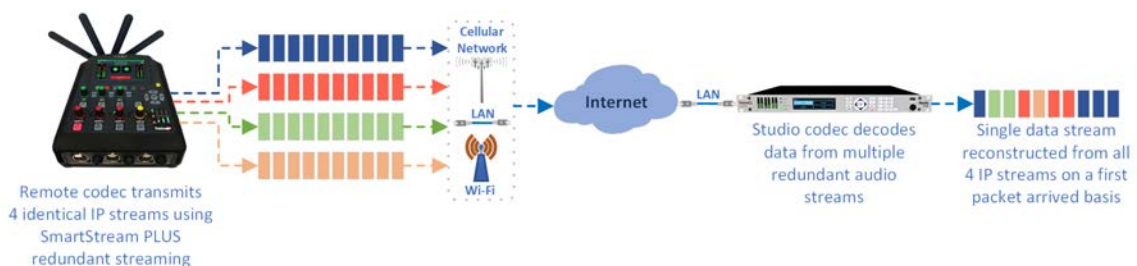 Remote codec transmits
4 identical IP streams using
SmartStream PLUS
redundant streaming
Cellular
Network
LAN
Wi-Fi
Internet
LAN
Studio codec decodes
data from multiple
redundant audio
streams
Single data stream
reconstructed from all
4 IP streams on a first
packet arrived basis